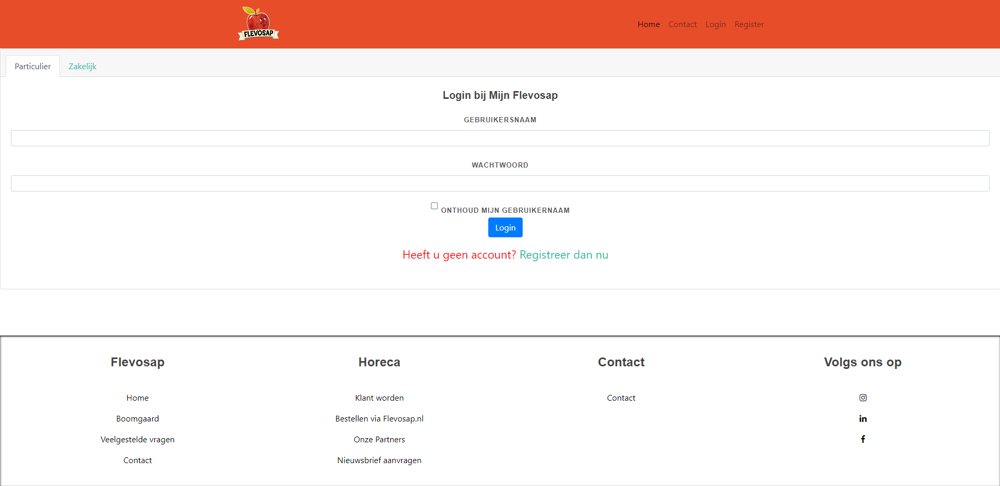 FLEVOSAP
Home Contact Login Register
Particulier Zakelijk
Login bij Mijn Flevosap
GEBRUIKERSNAAM
WACHTWOORD
ONTHOUD MIJN GEBRUIKERNAAM
Login
Heeft u geen account? Registreer dan nu
Flevosap
Home
Boomgaard
Veelgestelde vragen
Contact
Horeca
Klant worden
Bestellen via Flevosap.nl
Onze Partners
Nieuwsbrief aanvragen
Contact
Contact
Volgs ons op